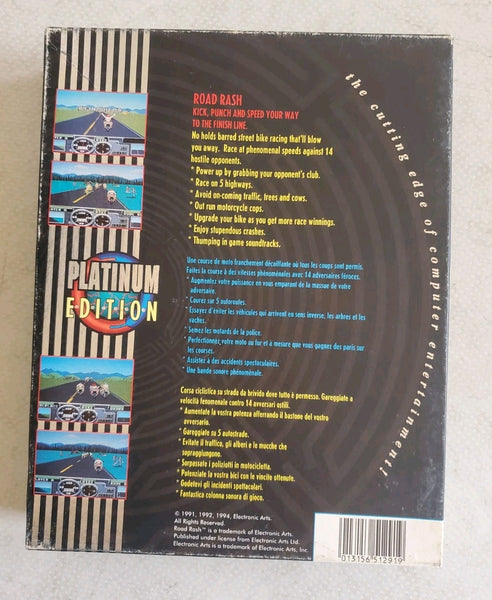 ROAD RASH
KICK, PUNCH AND SPEED YOUR WAY
TO THE FINISH LINE.
No holds barred street bike racing that'll blow
you away. Race at phenomenal speeds against 14
hostile opponents.
* Power up by grabbing your opponent's club.
* Race on 5 highways.
* Avoid on-coming traffic, trees and cows.
* Out run motorcycle cops.
* Upgrade your bike as you get more race winnings.
* Enjoy stupendous crashes.
* Thumping in game soundtracks.
the cutting edge of computer entertainment!
PLATINUM
EDITION
Une course de moto franchement décoiffante où tous les coups sont permis.
Faites la course à des vitesses phénoménales avec 14 adversaires féroces.
* Augmentez votre puissance en vous emparant de la massue de votre
adversaire.
* Courez sur 5 autoroutes.
* Essayez d'éviter les véhicules qui arrivent en sens inverse, les arbres et les
vaches.
* Semez les motards de la police.
* Perfectionnez votre moto au fur et à mesure que vous gagnez des paris sur
les courses.
* Assistez à des accidents spectaculaires.
* Une bande sonore phénoménale.
Corsa ciclistica su strada da brivido dove tutto è permesso. Gareggiate a
velocità fenomenale contro 14 avversari ostili.
* Aumentate la vostra potenza afferrando il bastone del vostro
avversario.
* Gareggiate su 5 autostrade.
* Evitate il traffico, gli alberi e le mucche che
sopraggiungono.
* Sorpassate i poliziotti in motocicletta.
* Potenziate la vostra bici con le vincite ottenute.
* Godetevi gli incidenti spettacolari.
* Fantastica colonna sonora di gioco.
© 1991, 1992, 1994, Electronic Arts.
All Rights Reserved.
Road Rash™ is a trademark of Electronic Arts.
Published under license from Electronic Arts Ltd.
Electronic Arts is a trademark of Electronic Arts, Inc.
013156 512919